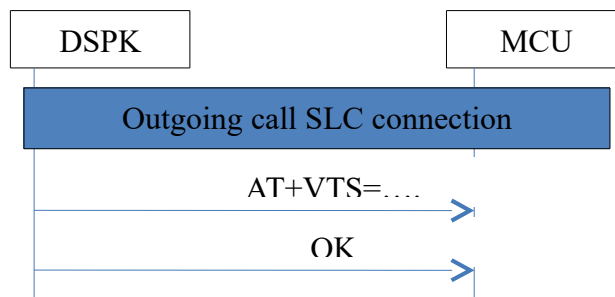 DSPK
MCU
Outgoing call SLC connection
AT+VTS=....
OK